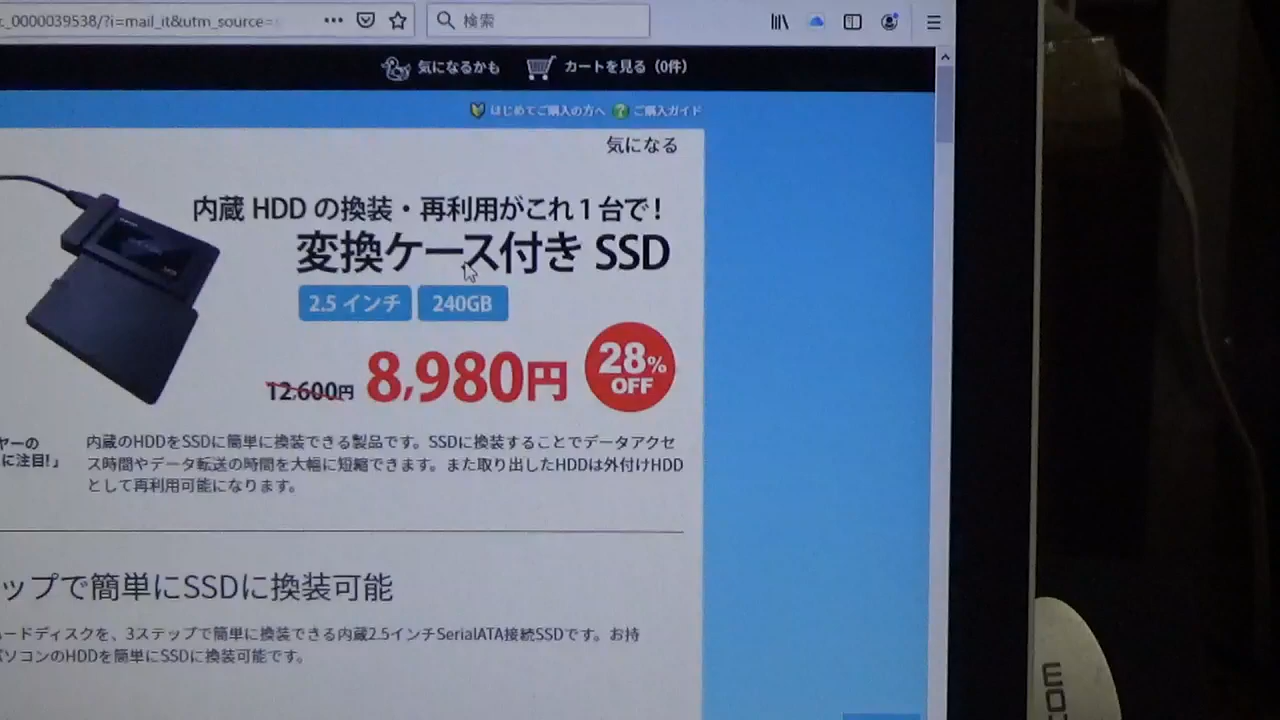 c_0000039538/?i=mail_it&utm_source=
検索
気になるかも
カートを見る (0件)
はじめてご購入の方へ
ご購入ガイド
気になる
内蔵 HDD の換装・再利用がこれ 1 台で!
変換ケース付き SSD
2.5 インチ
240GB
12,600円
8,980円
28%
OFF
ヤーの
に注目!」
内蔵のHDDをSSDに簡単に換装できる製品です。SSDに換装することでデータアクセ
ス時間やデータ転送の時間を大幅に短縮できます。また取り出したHDDは外付けHDD
として再利用可能になります。
ップで簡単にSSDに換装可能
ハードディスクを、3ステップで簡単に換装できる内蔵2.5インチSerialATA接続SSDです。お持
パソコンのHDDを簡単にSSDに換装可能です。